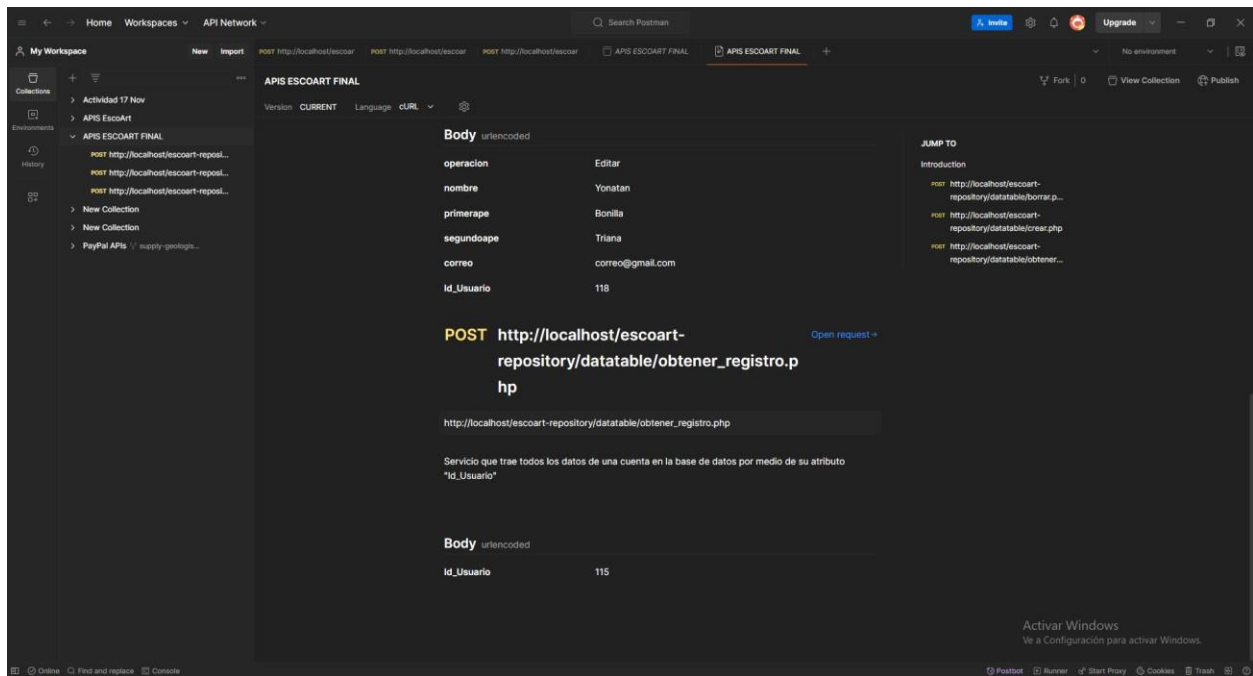 Home Workspaces API Network Search Postman Invite Upgrade
My Workspace New Import POST http://localhost/escoar POST http://localhost/escoar POST http://localhost/escoar APIS ESCOART FINAL APIS ESCOART FINAL No environment
Collections
Environments
History
Actividad 17 Nov
APIS EscoArt
APIS ESCOART FINAL
POST http://localhost/escoart-reposi...
POST http://localhost/escoart-reposi...
POST http://localhost/escoart-reposi...
New Collection
New Collection
PayPal APIs supply-geologis...
APIS ESCOART FINAL Fork 0 View Collection Publish
Version CURRENT Language cURL
Body urlencoded
operacion Editar
nombre Yonatan
primerape Bonilla
segundoape Triana
correo correo@gmail.com
Id_Usuario 118
POST http://localhost/escoart- Open request→
repository/datatable/obtener_registro.p
hp
http://localhost/escoart-repository/datatable/obtener_registro.php
Servicio que trae todos los datos de una cuenta en la base de datos por medio de su atributo
"Id_Usuario"
Body urlencoded
Id_Usuario 115
JUMP TO
Introduction
POST http://localhost/escoart-
repository/datatable/borrar.p...
POST http://localhost/escoart-
repository/datatable/crear.php
POST http://localhost/escoart-
repository/datatable/obtener...
Activar Windows
Ve a Configuración para activar Windows.
Online Find and replace Console Postbot Runner Start Proxy Cookies Trash